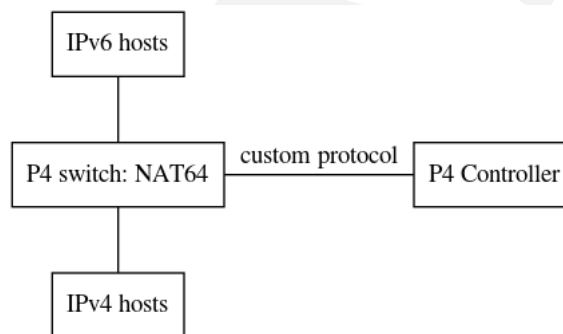 IPv6 hosts
P4 switch: NAT64
custom protocol
P4 Controller
IPv4 hosts